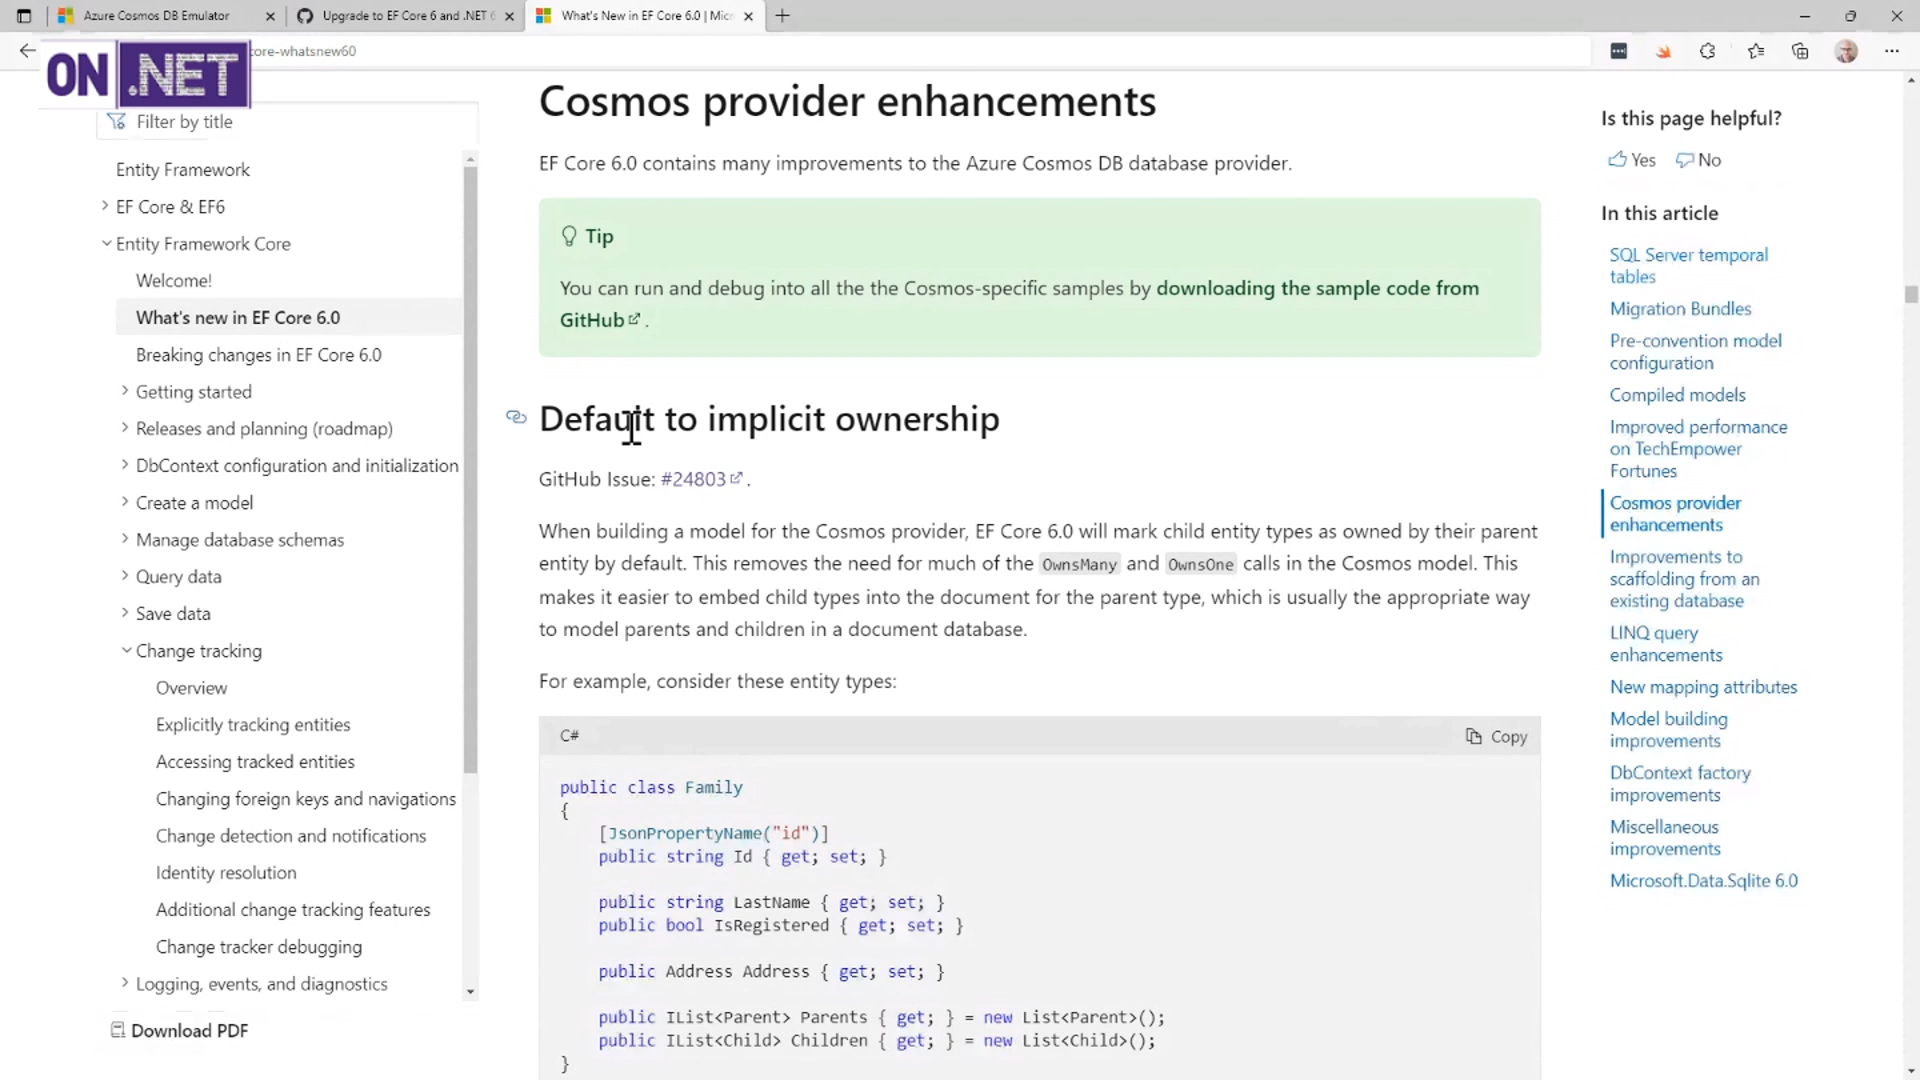 Azure Cosmos DB Emulator
Upgrade to EF Core 6 and .NET 6
What's New in EF Core 6.0 | Micr
core-whatsnew60
ON .NET
Filter by title
Entity Framework
EF Core & EF6
Entity Framework Core
Welcome!
What's new in EF Core 6.0
Breaking changes in EF Core 6.0
Getting started
Releases and planning (roadmap)
DbContext configuration and initialization
Create a model
Manage database schemas
Query data
Save data
Change tracking
Overview
Explicitly tracking entities
Accessing tracked entities
Changing foreign keys and navigations
Change detection and notifications
Identity resolution
Additional change tracking features
Change tracker debugging
Logging, events, and diagnostics
Download PDF
Cosmos provider enhancements
EF Core 6.0 contains many improvements to the Azure Cosmos DB database provider.
Tip
You can run and debug into all the the Cosmos-specific samples by downloading the sample code from
GitHub .
Default to implicit ownership
GitHub Issue: #24803 .
When building a model for the Cosmos provider, EF Core 6.0 will mark child entity types as owned by their parent
entity by default. This removes the need for much of the OwnsMany and OwnsOne calls in the Cosmos model. This
makes it easier to embed child types into the document for the parent type, which is usually the appropriate way
to model parents and children in a document database.
For example, consider these entity types:
C#
Copy
public class Family
{
[JsonPropertyName("id")]
public string Id { get; set; }
public string LastName { get; set; }
public bool IsRegistered { get; set; }
public Address Address { get; set; }
public IList<Parent> Parents { get; } = new List<Parent>();
public IList<Child> Children { get; } = new List<Child>();
}
Is this page helpful?
Yes No
In this article
SQL Server temporal
tables
Migration Bundles
Pre-convention model
configuration
Compiled models
Improved performance
on TechEmpower
Fortunes
Cosmos provider
enhancements
Improvements to
scaffolding from an
existing database
LINQ query
enhancements
New mapping attributes
Model building
improvements
DbContext factory
improvements
Miscellaneous
improvements
Microsoft.Data.Sqlite 6.0